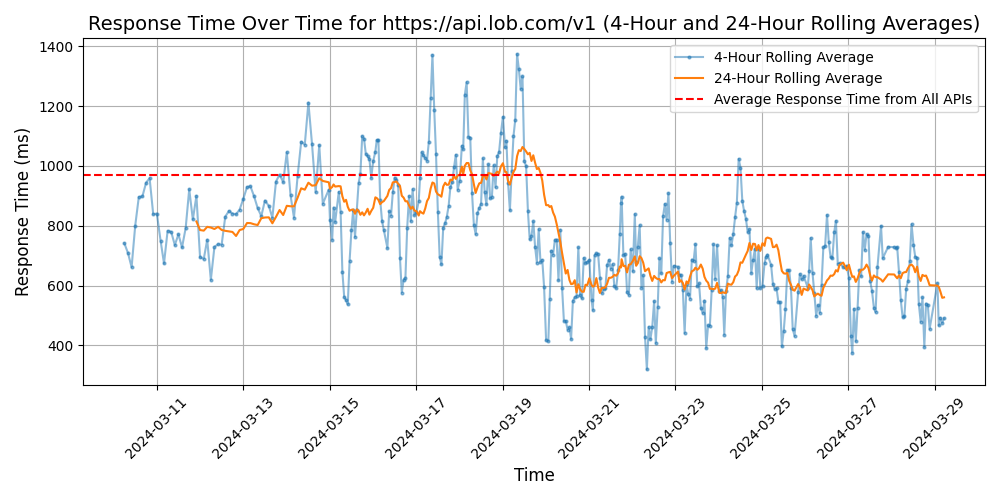 Response Time Over Time for https://api.lob.com/v1 (4-Hour and 24-Hour Rolling Averages)
4-Hour Rolling Average
24-Hour Rolling Average
Average Response Time from All APIs
Response Time (ms)
1400
1200
1000
800
600
400
2024-03-11
2024-03-13
2024-03-15
2024-03-17
2024-03-19
2024-03-21
2024-03-23
2024-03-25
2024-03-27
2024-03-29
Time